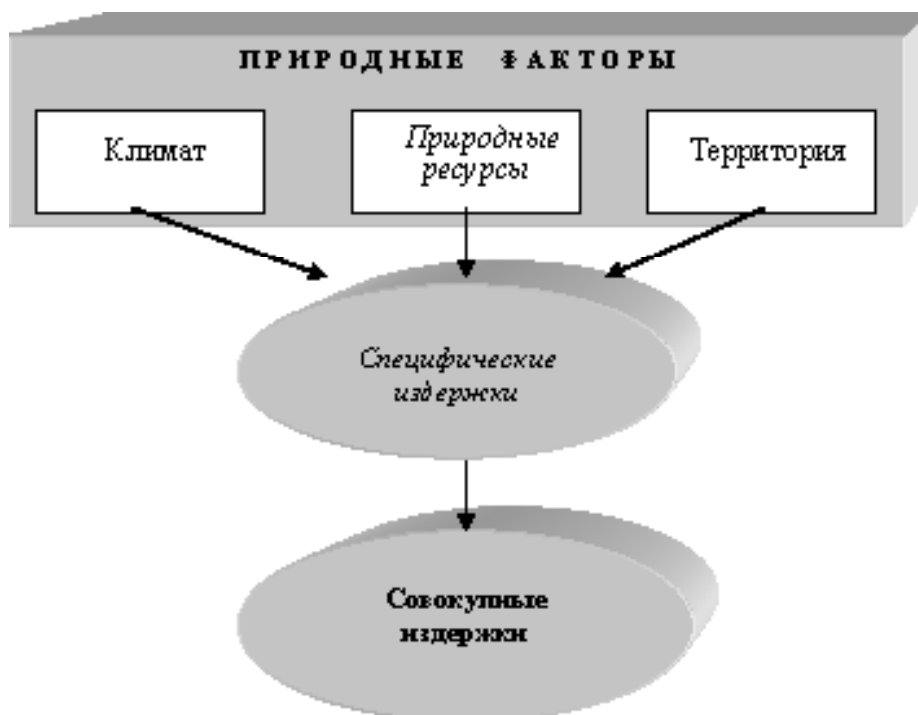 ПРИРОДНЫЕ ФАКТОРЫ
Климат
Природные
ресурсы
Территория
Специфические
издержки
Совокупные
издержки